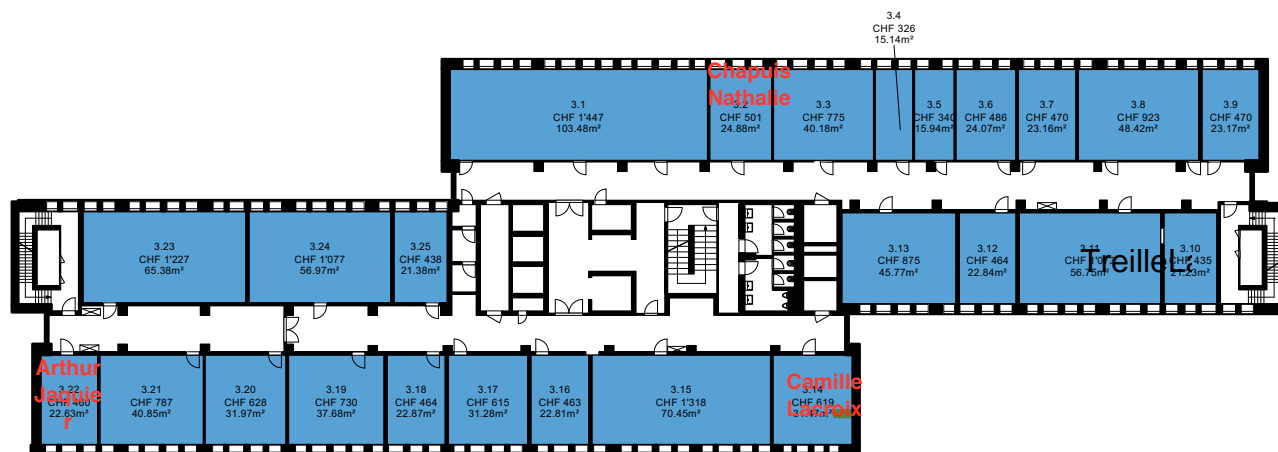 3.4
CHF 326
15.14m²
Chapuis
Nathalie
3.1
CHF 1'447
103.48m²
3.2
CHF 501
24.88m²
3.3
CHF 775
40.18m²
3.5
CHF 340
15.94m²
3.6
CHF 486
24.07m²
3.7
CHF 470
23.16m²
3.8
CHF 923
48.42m²
3.9
CHF 470
23.17m²
3.23
CHF 1'227
65.38m²
3.24
CHF 1'077
56.97m²
3.25
CHF 438
21.38m²
3.13
CHF 875
45.77m²
3.12
CHF 464
22.84m²
3.11
56.75m²
3.10
CHF 435
21.23m²
Arthur
Jaquie
r
3.22
CHF 460
22.63m²
3.21
CHF 787
40.85m²
3.20
CHF 628
31.97m²
3.19
CHF 730
37.68m²
3.18
CHF 464
22.87m²
3.17
CHF 615
31.28m²
3.16
CHF 463
22.81m²
3.15
CHF 1'318
70.45m²
Camille
Lacroix
3.14
CHF 619